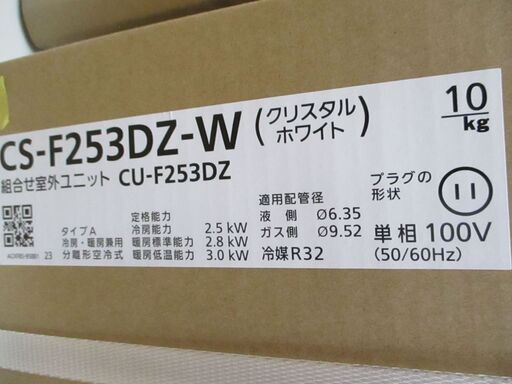 CS-F253DZ-W (クリスタルホワイト)
10kg
組合せ室外ユニット CU-F253DZ
タイプA
冷房・暖房兼用
分離形空冷式
23
定格能力
冷房能力 2.5 kW
暖房標準能力 2.8 kW
暖房低温能力 3.0 kW
適用配管径
液 側 Ø6.35
ガス側 Ø9.52
冷媒R32
プラグの形状
単相 100V
(50/60Hz)